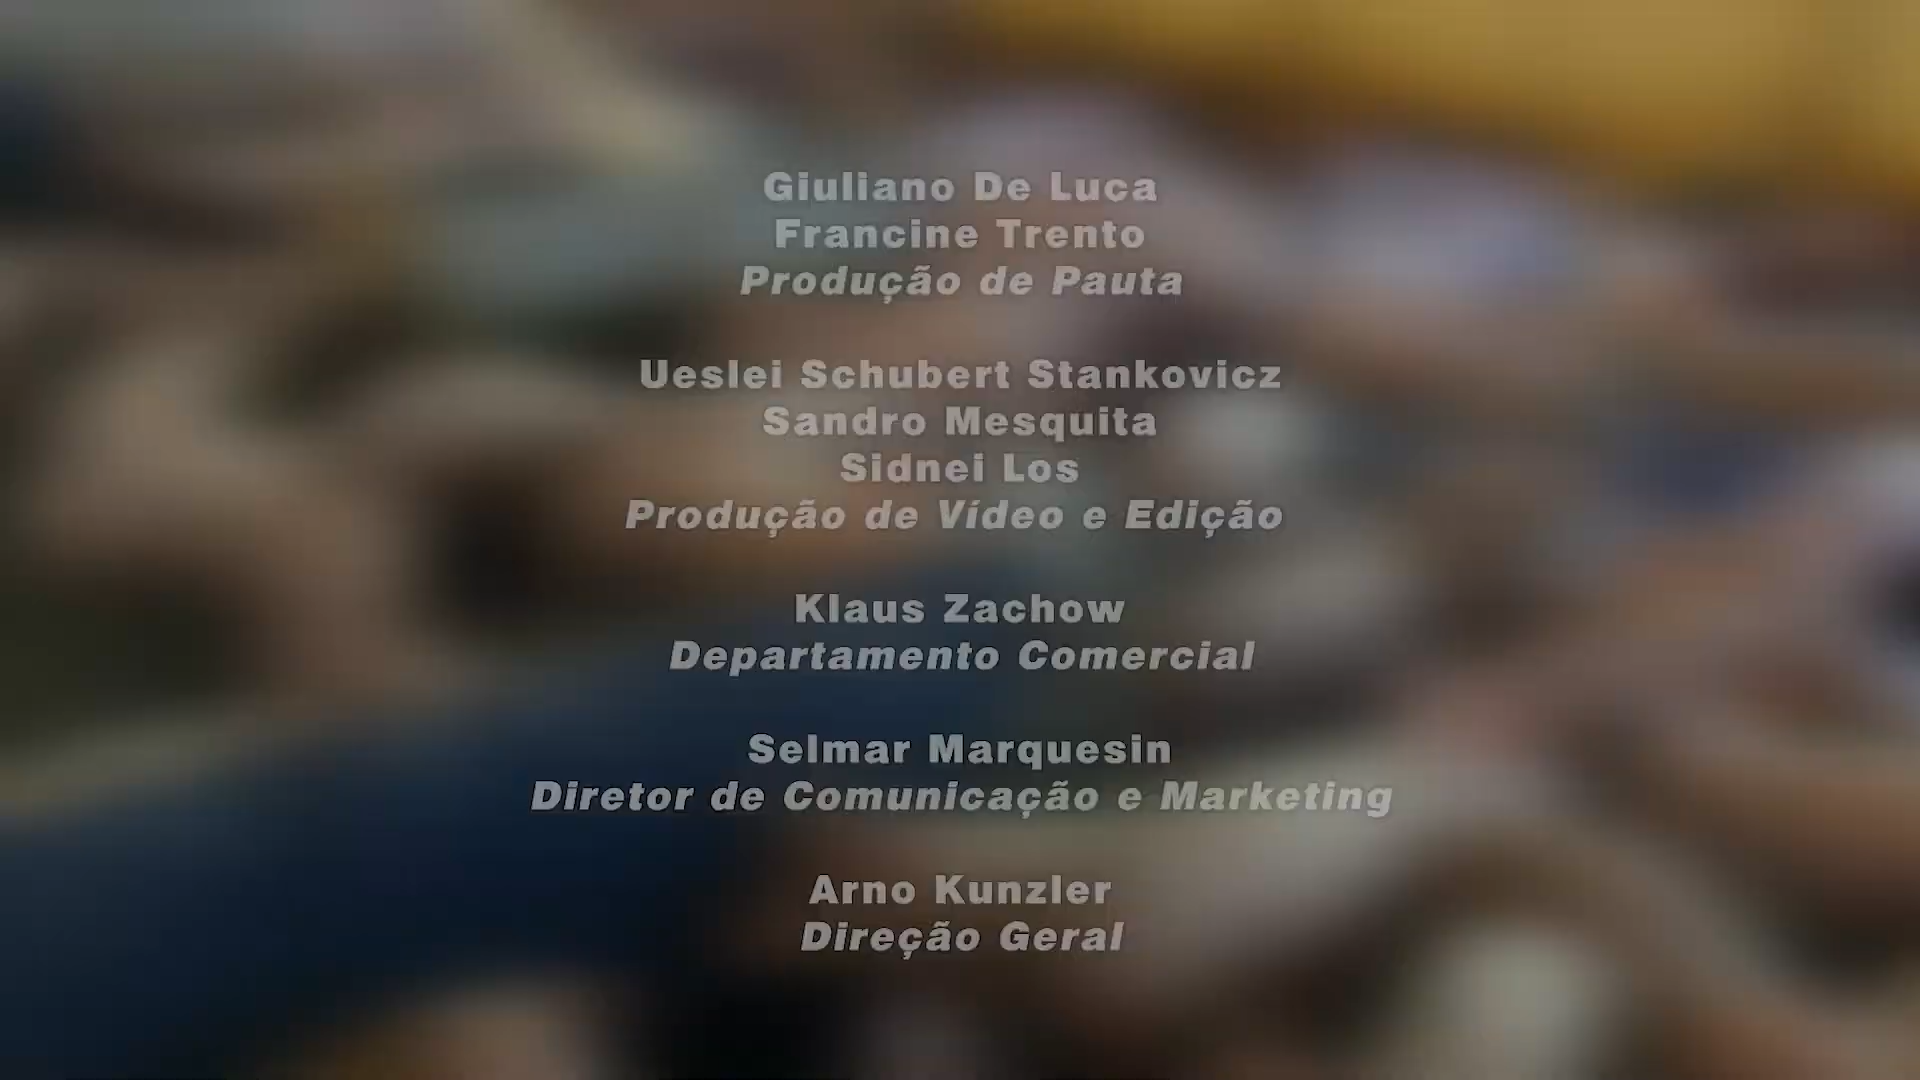 Giuliano De Luca
Francine Trento
Produção de Pauta
Ueslei Schubert Stankovicz
Sandro Mesquita
Sidnei Los
Produção de Vídeo e Edição
Klaus Zachow
Departamento Comercial
Selmar Marquesin
Diretor de Comunicação e Marketing
Arno Kunzler
Direção Geral